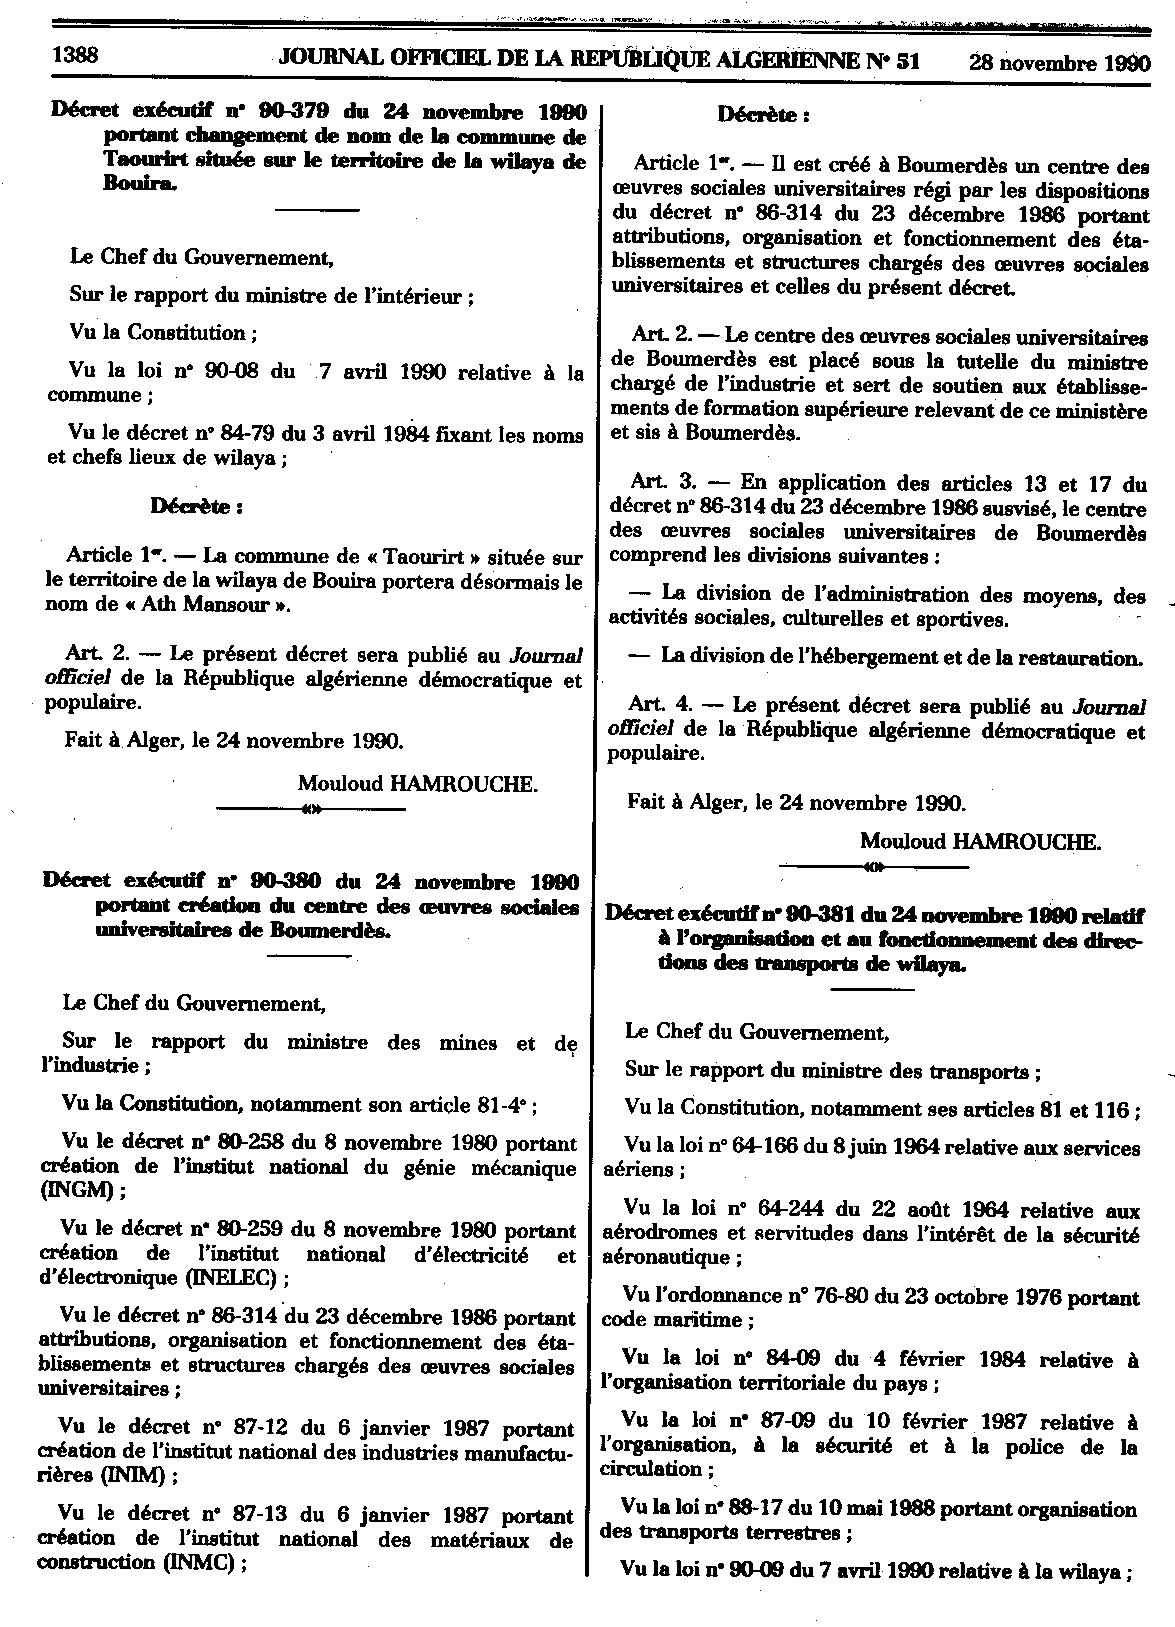 1388 JOURNAL OFFICIEL DE LA REPUBLIQUE ALGERIENNE N° 51 28 novembre 1990
Décret exécutif n° 90-379 du 24 novembre 1990
portant changement de nom de la commune de
Taourirt située sur le territoire de la wilaya de
Bouira.
Le Chef du Gouvernement,
Sur le rapport du ministre de l'intérieur ;
Vu la Constitution ;
Vu la loi n° 90-08 du 7 avril 1990 relative à la
commune ;
Vu le décret n° 84-79 du 3 avril 1984 fixant les noms
et chefs lieux de wilaya ;
Décrète :
Article 1er. — La commune de « Taourirt » située sur
le territoire de la wilaya de Bouira portera désormais le
nom de « Ath Mansour ».
Art. 2. — Le présent décret sera publié au Journal
officiel de la République algérienne démocratique et
populaire.
Fait à Alger, le 24 novembre 1990.
Mouloud HAMROUCHE.
Décret exécutif n° 90-380 du 24 novembre 1990
portant création du centre des œuvres sociales
universitaires de Boumerdès.
Le Chef du Gouvernement,
Sur le rapport du ministre des mines et de
l'industrie ;
Vu la Constitution, notamment son article 81-4° ;
Vu le décret n° 80-258 du 8 novembre 1980 portant
création de l'institut national du génie mécanique
(INGM) ;
Vu le décret n° 80-259 du 8 novembre 1980 portant
création de l'institut national d'électricité et
d'électronique (INELEC) ;
Vu le décret n° 86-314 du 23 décembre 1986 portant
attributions, organisation et fonctionnement des éta-
blissements et structures chargés des œuvres sociales
universitaires ;
Vu le décret n° 87-12 du 6 janvier 1987 portant
création de l'institut national des industries manufactu-
rières (INIM) ;
Vu le décret n° 87-13 du 6 janvier 1987 portant
création de l'institut national des matériaux de
construction (INMC) ;
Décrète :
Article 1er. — Il est créé à Boumerdès un centre des
œuvres sociales universitaires régi par les dispositions
du décret n° 86-314 du 23 décembre 1986 portant
attributions, organisation et fonctionnement des éta-
blissements et structures chargés des œuvres sociales
universitaires et celles du présent décret.
Art. 2. — Le centre des œuvres sociales universitaires
de Boumerdès est placé sous la tutelle du ministre
chargé de l'industrie et sert de soutien aux établisse-
ments de formation supérieure relevant de ce ministère
et sis à Boumerdès.
Art. 3. — En application des articles 13 et 17 du
décret n° 86-314 du 23 décembre 1986 susvisé, le centre
des œuvres sociales universitaires de Boumerdès
comprend les divisions suivantes :
— La division de l'administration des moyens, des
activités sociales, culturelles et sportives.
— La division de l'hébergement et de la restauration.
Art. 4. — Le présent décret sera publié au Journal
officiel de la République algérienne démocratique et
populaire.
Fait à Alger, le 24 novembre 1990.
Mouloud HAMROUCHE.
Décret exécutif n° 90-381 du 24 novembre 1990 relatif
à l'organisation et au fonctionnement des direc-
tions des transports de wilaya.
Le Chef du Gouvernement,
Sur le rapport du ministre des transports ;
Vu la Constitution, notamment ses articles 81 et 116 ;
Vu la loi n° 64-166 du 8 juin 1964 relative aux services
aériens ;
Vu la loi n° 64-244 du 22 août 1964 relative aux
aérodromes et servitudes dans l'intérêt de la sécurité
aéronautique ;
Vu l'ordonnance n° 76-80 du 23 octobre 1976 portant
code maritime ;
Vu la loi n° 84-09 du 4 février 1984 relative à
l'organisation territoriale du pays ;
Vu la loi n° 87-09 du 10 février 1987 relative à
l'organisation, à la sécurité et à la police de la
circulation ;
Vu la loi n° 88-17 du 10 mai 1988 portant organisation
des transports terrestres ;
Vu la loi n° 90-09 du 7 avril 1990 relative à la wilaya ;